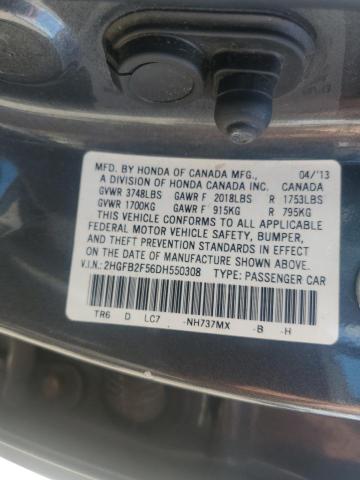 MFD. BY HONDA OF CANADA MFG., 04/'13
A DIVISION OF HONDA CANADA INC. CANADA
GVWR 3748LBS GAWR F 2018LBS R 1753LBS
GVWR 1700KG GAWR F 915KG R 795KG
THIS VEHICLE CONFORMS TO ALL APPLICABLE
FEDERAL MOTOR VEHICLE SAFETY, BUMPER,
AND THEFT PREVENTION STANDARDS IN EFFECT
ON THE DATE OF MANUFACTURE SHOWN ABOVE.
V.I.N.: 2HGFB2F56DH550308 TYPE: PASSENGER CAR
TR6 D LC7 -NH737MX -B -H